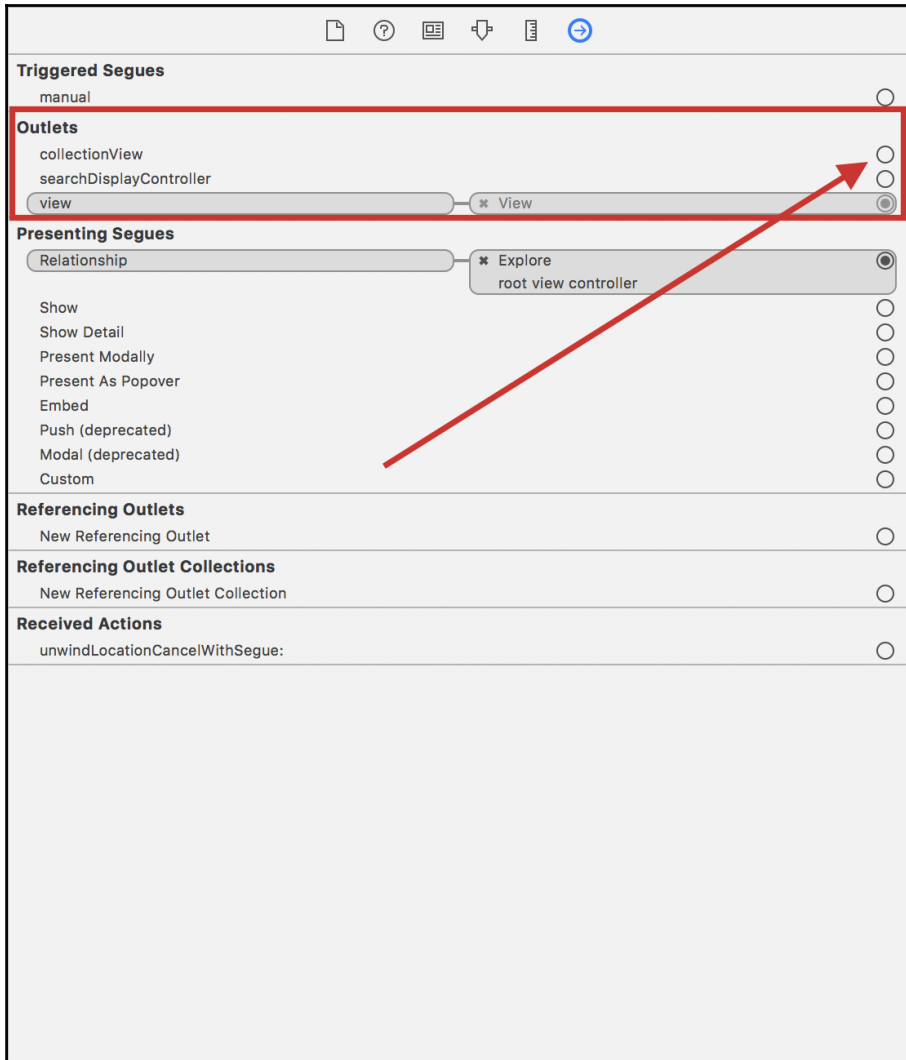 Triggered Segues
manual
Outlets
collectionView
searchDisplayController
view View
Presenting Segues
Relationship Explore
root view controller
Show
Show Detail
Present Modally
Present As Popover
Embed
Push (deprecated)
Modal (deprecated)
Custom
Referencing Outlets
New Referencing Outlet
Referencing Outlet Collections
New Referencing Outlet Collection
Received Actions
unwindLocationCancelWithSegue: